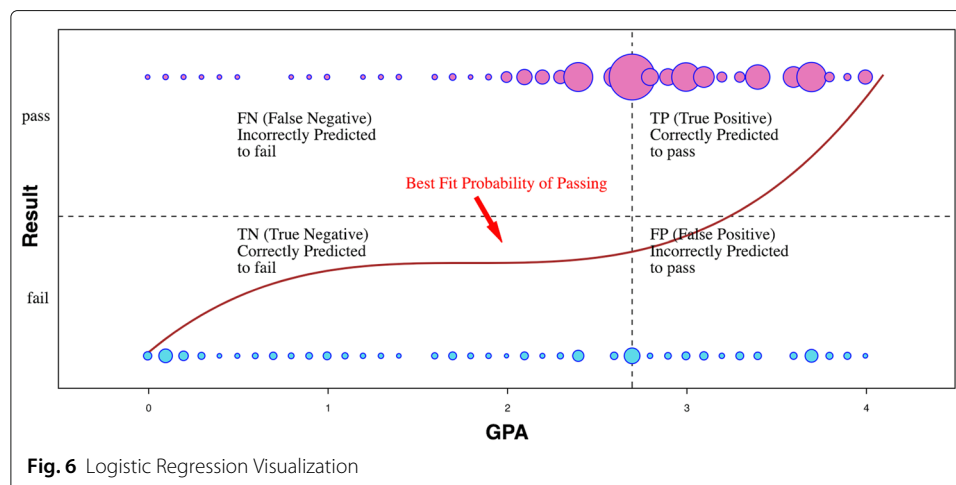 pass
fail
Result
FN (False Negative)
Incorrectly Predicted
to fail
TP (True Positive)
Correctly Predicted
to pass
Best Fit Probability of Passing
TN (True Negative)
Correctly Predicted
to fail
FP (False Positive)
Incorrectly Predicted
to pass
0 1 2 3 4
GPA
Fig. 6 Logistic Regression Visualization